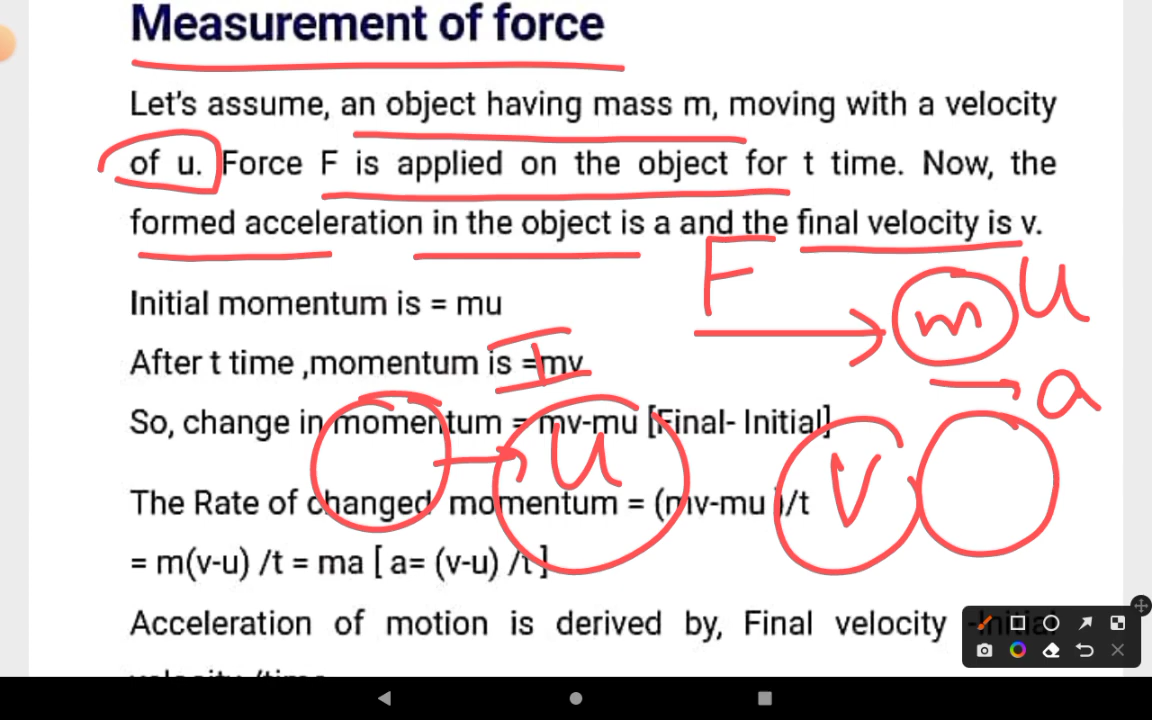 Measurement of force
Let's assume, an object having mass m, moving with a velocity
of u. Force F is applied on the object for t time. Now, the
formed acceleration in the object is a and the final velocity is v.
F
m u
a
Initial momentum is = mu
After t time ,momentum is =mv
I
So, change in momentum = mv-mu [Final- Initial]
u
V
The Rate of changed momentum = (mv-mu )/t
= m(v-u) /t = ma [ a= (v-u) /t ]
Acceleration of motion is derived by, Final velocity -Initial
velocity /time